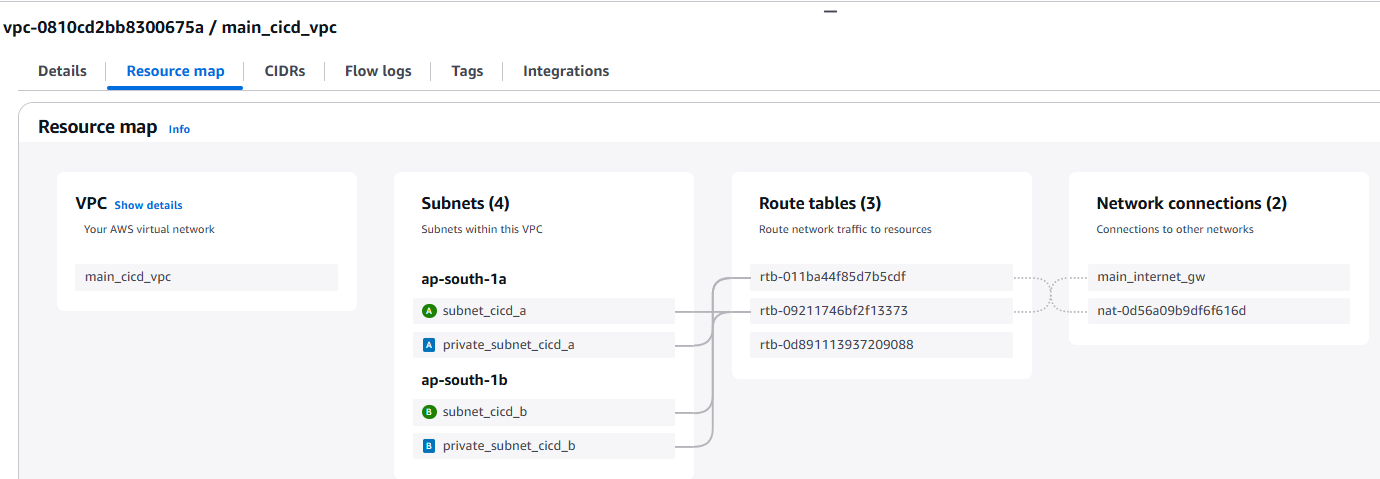 vpc-0810cd2bb8300675a / main_cicd_vpc
Details Resource map CIDRs Flow logs Tags Integrations
Resource map Info
VPC Show details
Your AWS virtual network
main_cicd_vpc
Subnets (4)
Subnets within this VPC
ap-south-1a
A subnet_cicd_a
A private_subnet_cicd_a
ap-south-1b
B subnet_cicd_b
B private_subnet_cicd_b
Route tables (3)
Route network traffic to resources
rtb-011ba44f85d7b5cdf
rtb-09211746bf2f13373
rtb-0d891113937209088
Network connections (2)
Connections to other networks
main_internet_gw
nat-0d56a09b9df6f616d